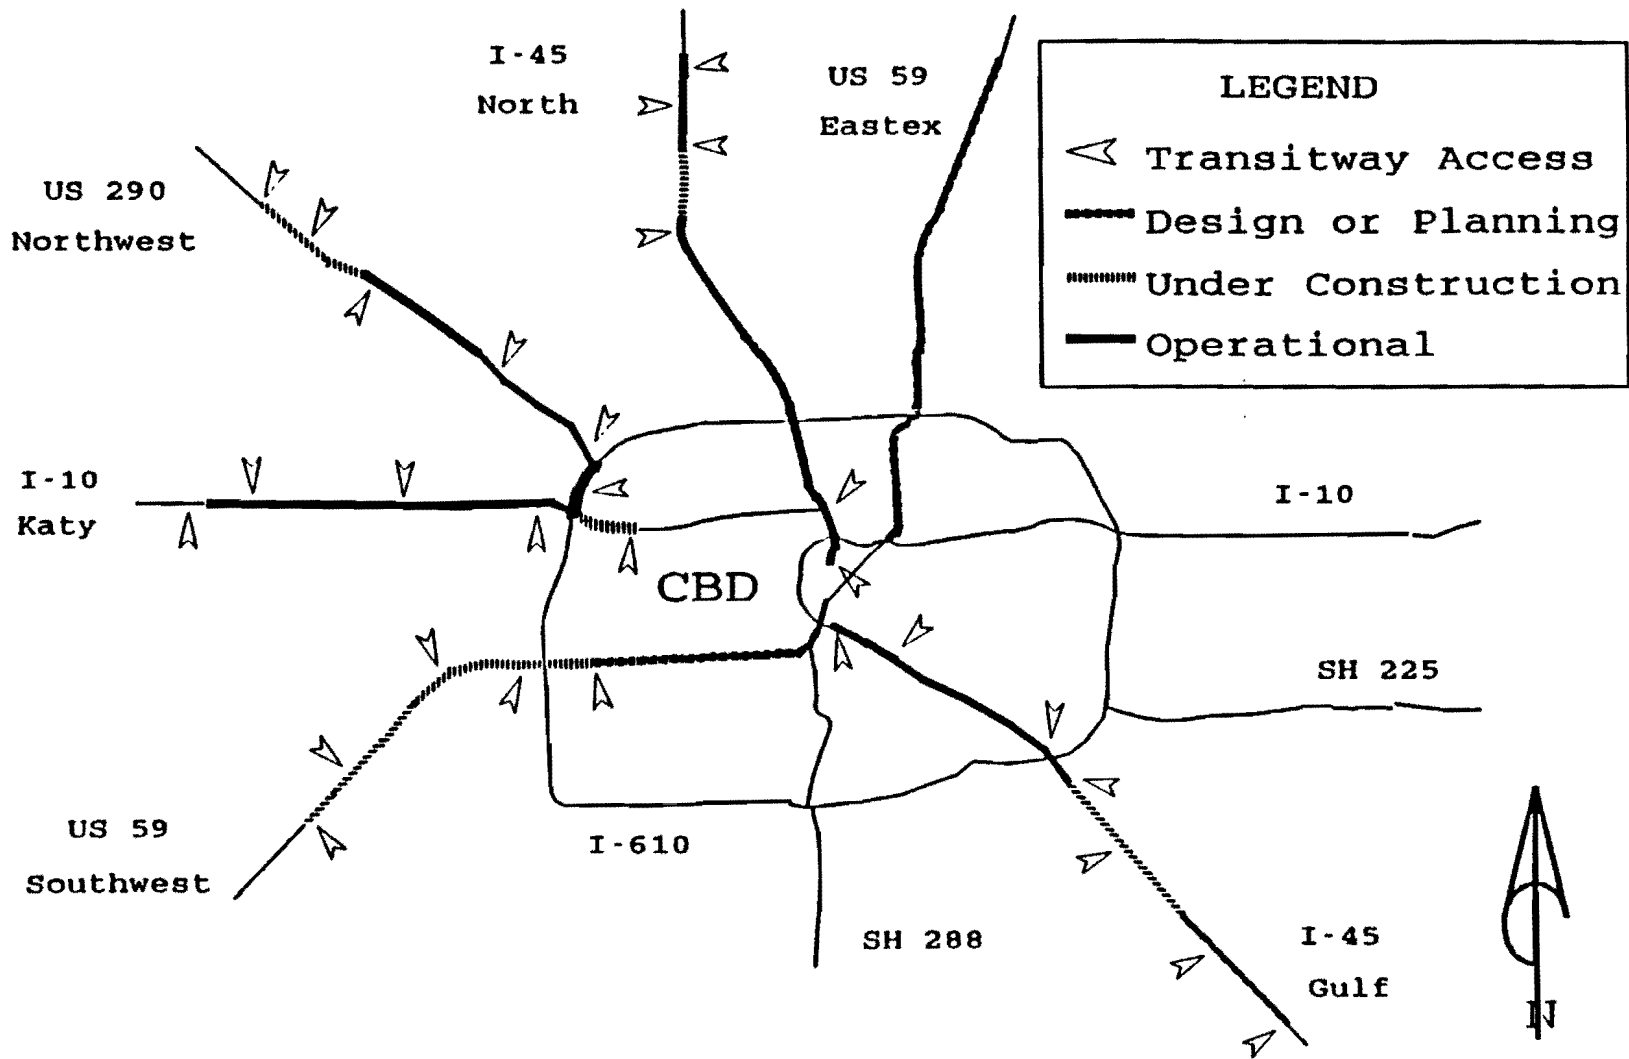 I-45
North
US 59
Eastex
LEGEND
Transitway Access
Design or Planning
Under Construction
Operational
US 290
Northwest
I-10
Katy
I-10
CBD
SH 225
US 59
Southwest
I-610
SH 288
I-45
Gulf
N